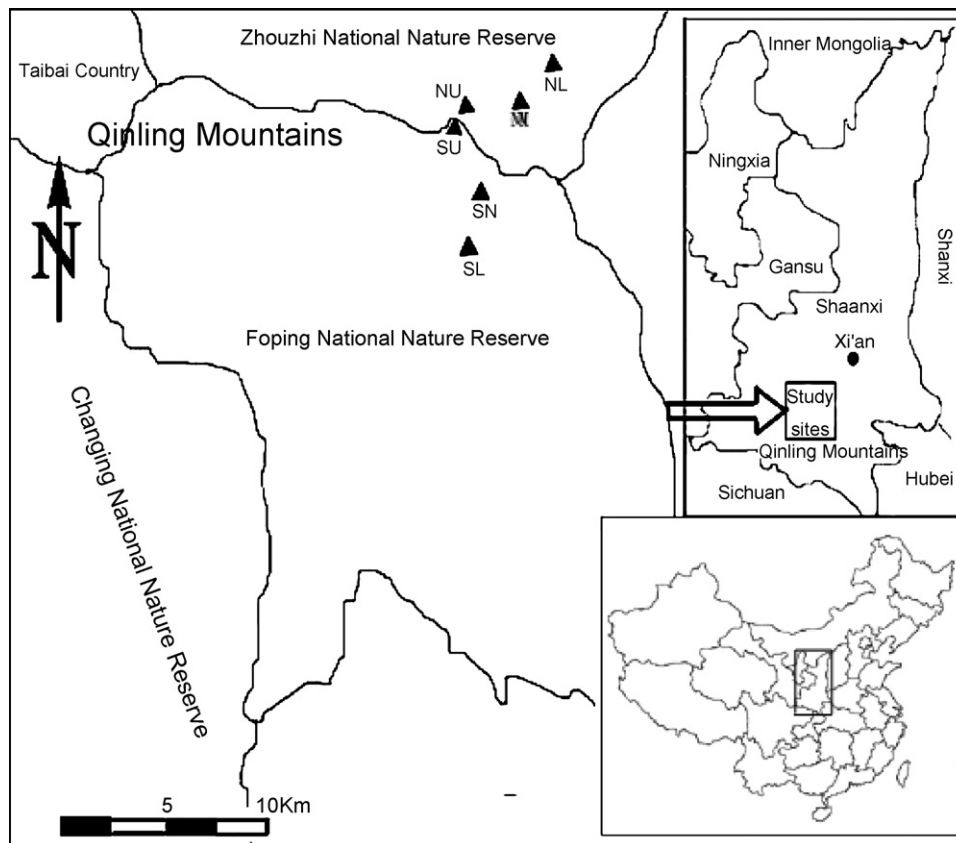 Zhouzhi National Nature Reserve
Taibai Country
NL
NU
Qinling Mountains
SU
SN
N
SL
Foping National Nature Reserve
Changing National Nature Reserve
5
10Km
Inner Mongolia
Ningxia
Shanxi
Gansu
Shaanxi
Xi'an
Study
sites
Qinling Mountains
Sichuan
Hubei